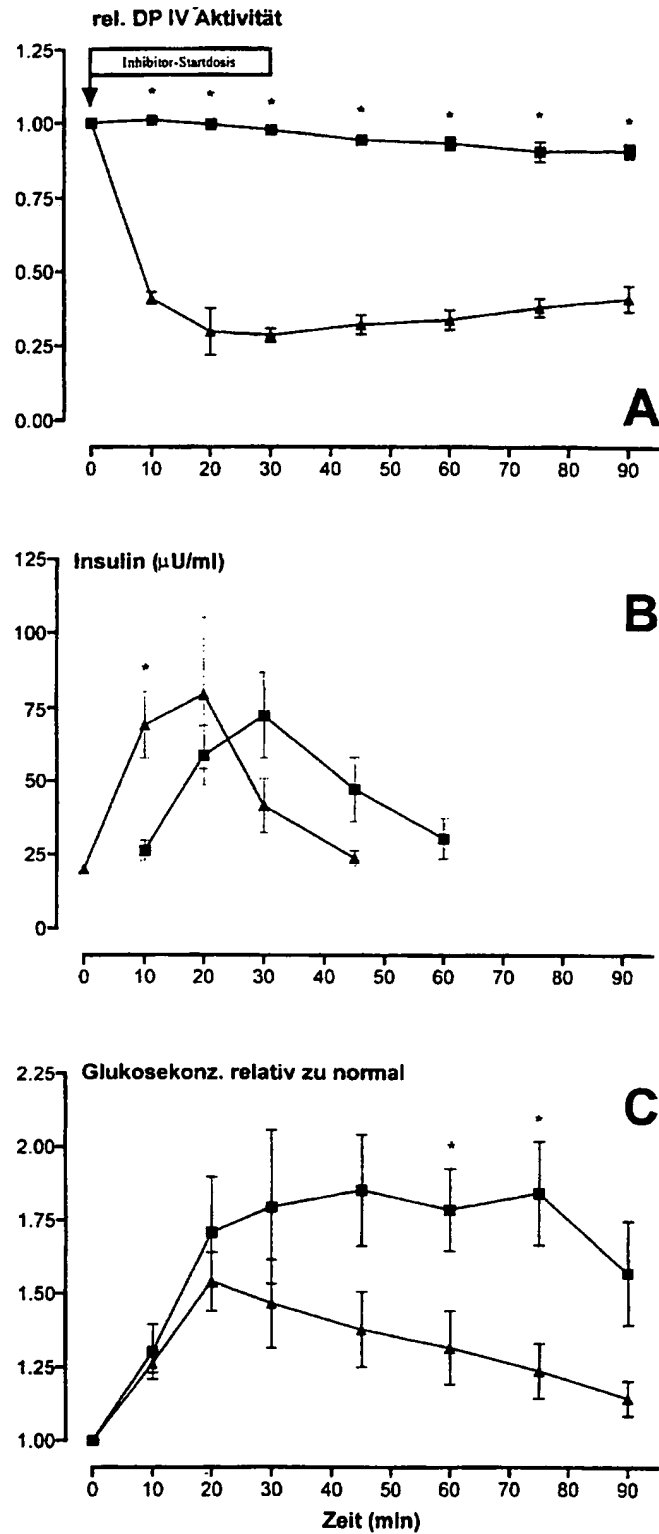 rel. DP IV Aktivität
1.25
Inhibitor-Startdosis
* * * * * * *
1.00
0.75
0.50
0.25
0.00
A
0 10 20 30 40 50 60 70 80 90
125
Insulin (µU/ml)
B
100
*
75
50
25
0
0 10 20 30 40 50 60 70 80 90
2.25
Glukosekonz. relativ zu normal
C
* *
2.00
1.75
1.50
1.25
1.00
0 10 20 30 40 50 60 70 80 90
Zeit (min)